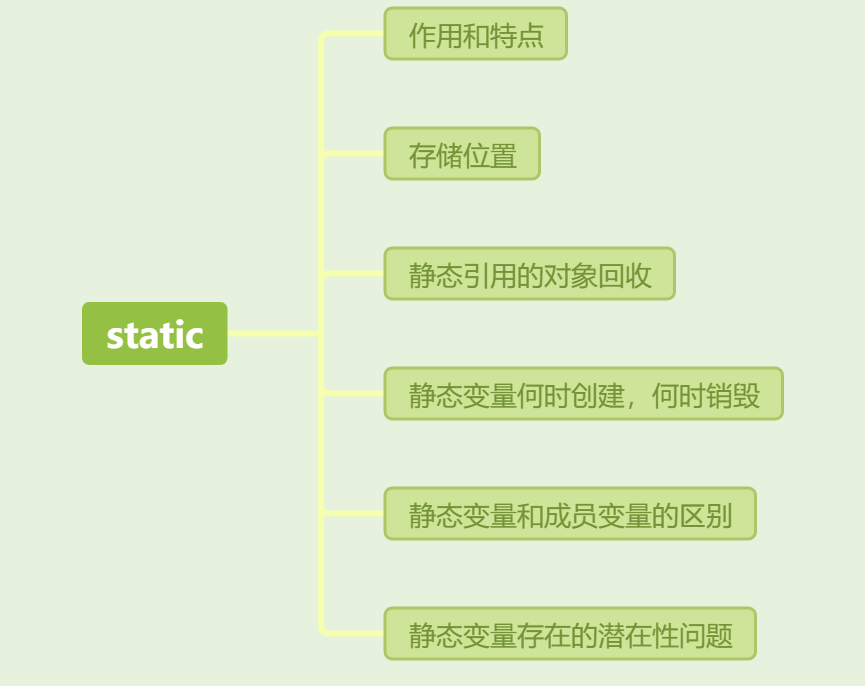 作用和特点
存储位置
静态引用的对象回收
static
静态变量何时创建，何时销毁
静态变量和成员变量的区别
静态变量存在的潜在性问题